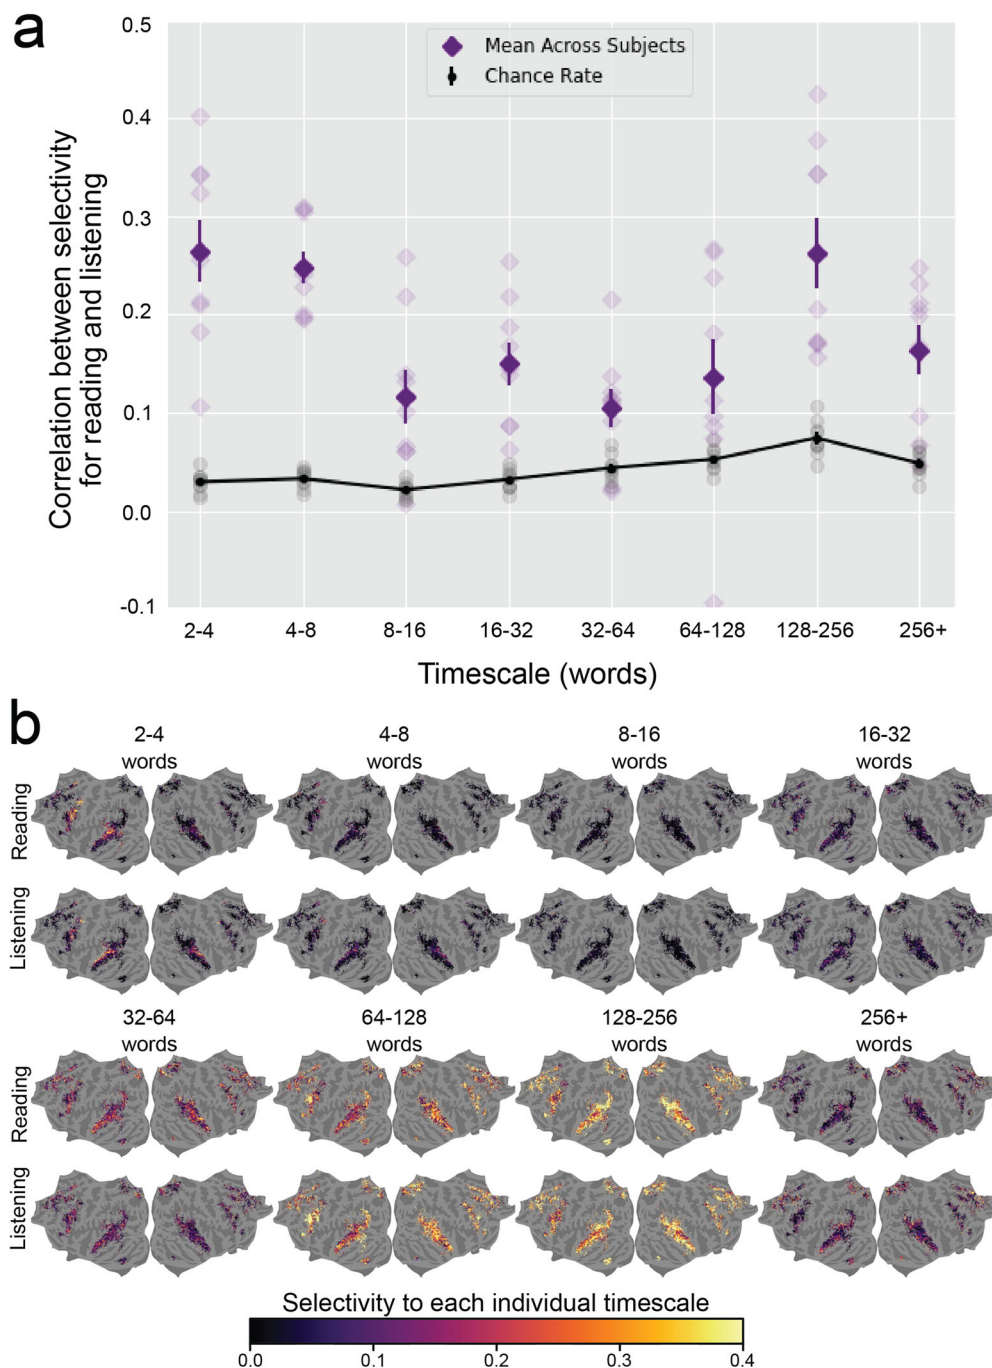 a
0.5
0.4
0.3
0.2
0.1
0.0
-0.1
Correlation between selectivity
for reading and listening
Mean Across Subjects
Chance Rate
2-4
4-8
8-16
16-32
32-64
64-128
128-256
256+
Timescale (words)
b
2-4
words
4-8
words
8-16
words
16-32
words
Reading
Listening
32-64
words
64-128
words
128-256
words
256+
words
Reading
Listening
Selectivity to each individual timescale
0.0
0.1
0.2
0.3
0.4